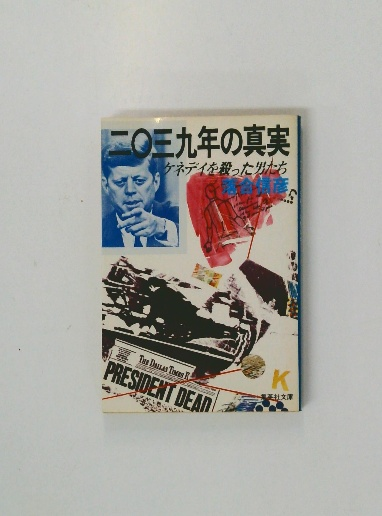 二〇三九年の真実
ケネディを殺った男たち
落合信彦
THE DALLAS TIMES H
PRESIDENT DEAD
K
集英社文庫